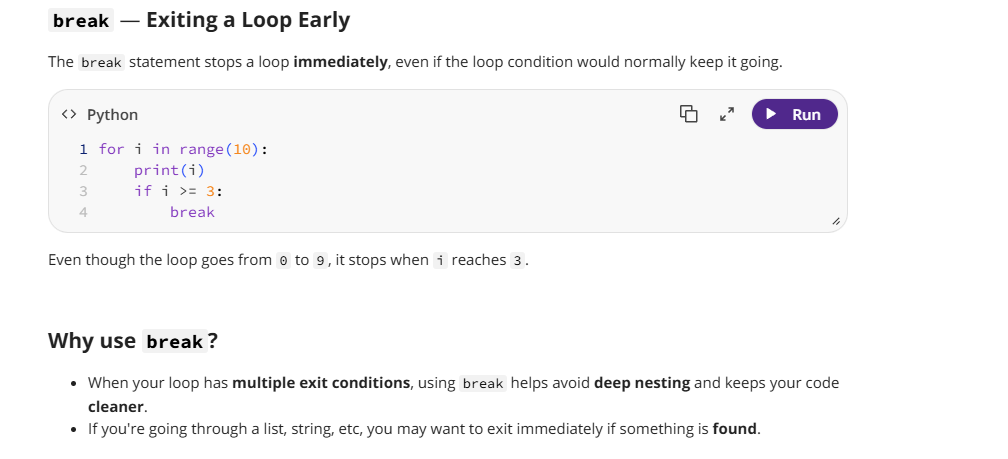 break — Exiting a Loop Early
The break statement stops a loop immediately, even if the loop condition would normally keep it going.
<> Python Run
1 for i in range(10):
2     print(i)
3     if i >= 3:
4         break
Even though the loop goes from 0 to 9, it stops when i reaches 3.
Why use break?
• When your loop has multiple exit conditions, using break helps avoid deep nesting and keeps your code
cleaner.
• If you're going through a list, string, etc, you may want to exit immediately if something is found.